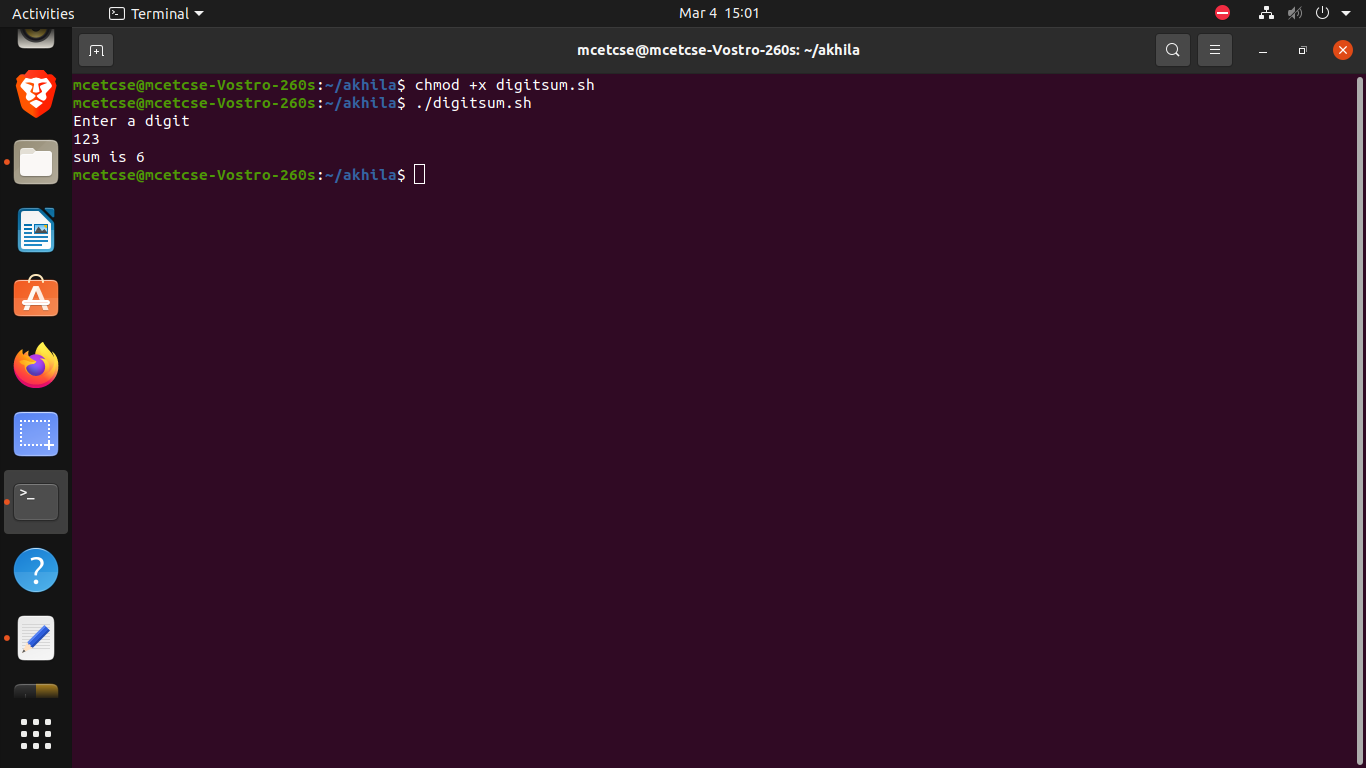 Activities
Terminal
Mar 4 15:01
mcetcse@mcetcse-Vostro-260s: ~/akhila
mcetcse@mcetcse-Vostro-260s:~/akhila$ chmod +x digitsum.sh
mcetcse@mcetcse-Vostro-260s:~/akhila$ ./digitsum.sh
Enter a digit
123
sum is 6
mcetcse@mcetcse-Vostro-260s:~/akhila$